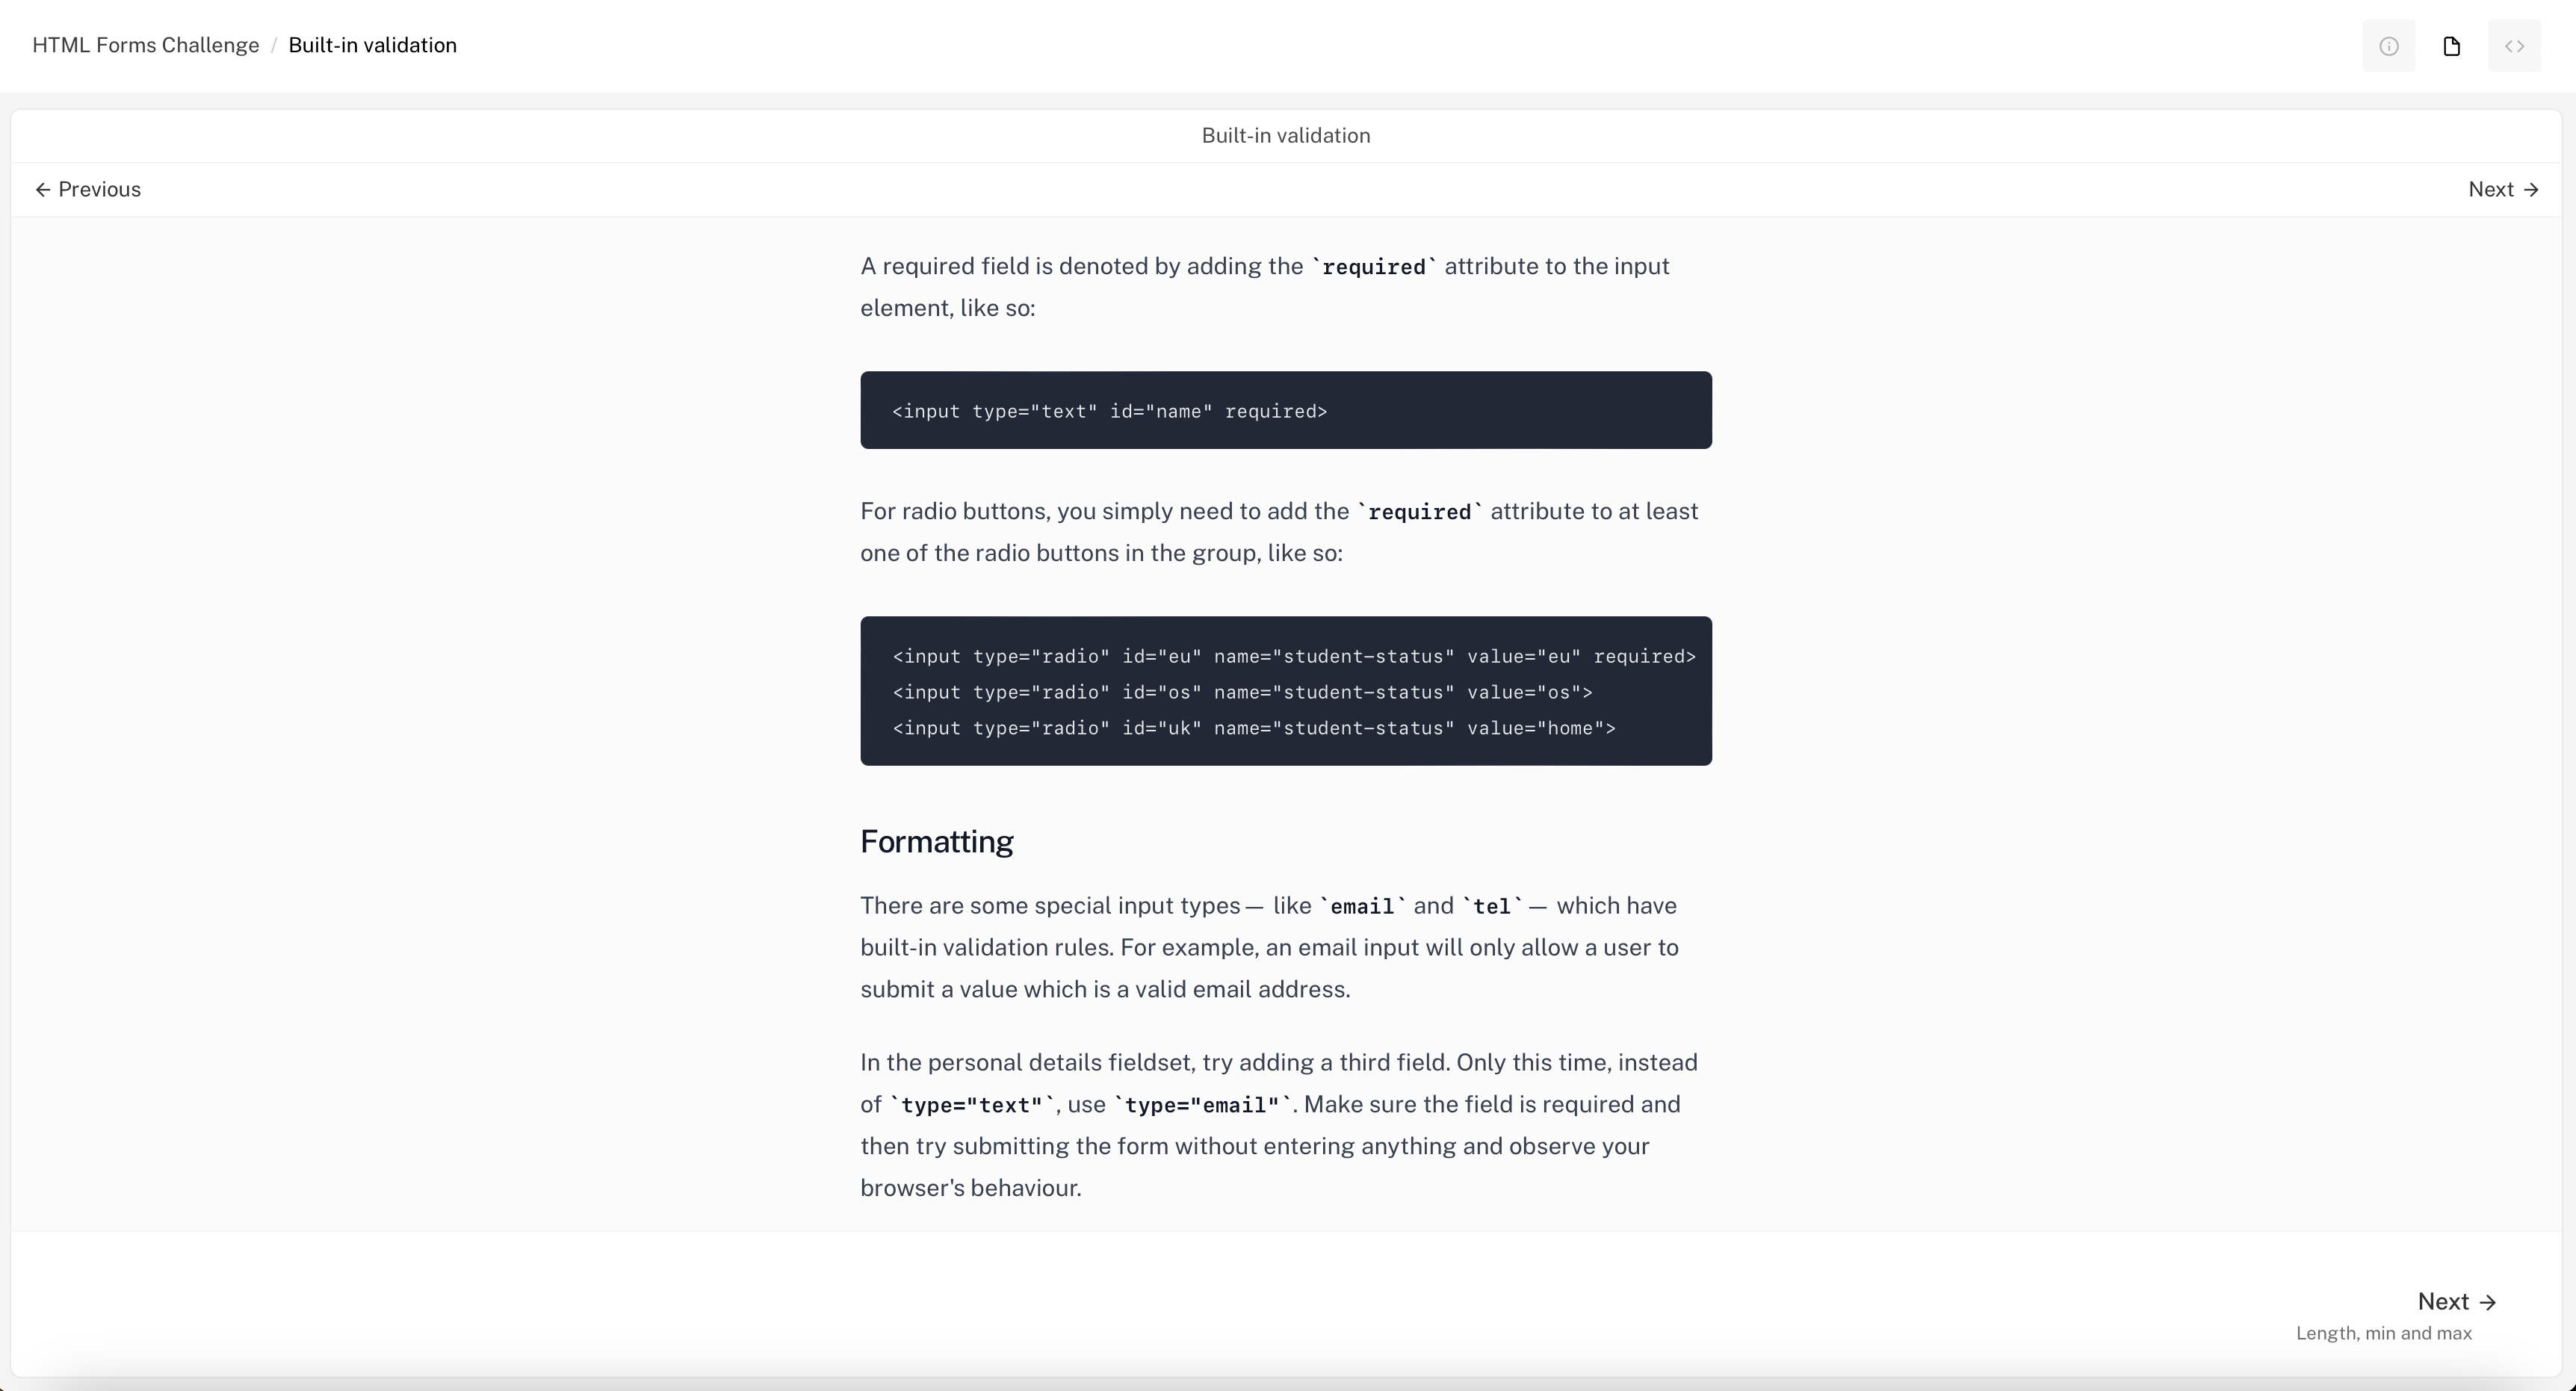 HTML Forms Challenge / Built-in validation
Built-in validation
← Previous
Next →
A required field is denoted by adding the `required` attribute to the input
element, like so:
<input type="text" id="name" required>
For radio buttons, you simply need to add the `required` attribute to at least
one of the radio buttons in the group, like so:
<input type="radio" id="eu" name="student-status" value="eu" required>
<input type="radio" id="os" name="student-status" value="os">
<input type="radio" id="uk" name="student-status" value="home">
Formatting
There are some special input types— like `email` and `tel`— which have
built-in validation rules. For example, an email input will only allow a user to
submit a value which is a valid email address.
In the personal details fieldset, try adding a third field. Only this time, instead
of `type="text"`, use `type="email"`. Make sure the field is required and
then try submitting the form without entering anything and observe your
browser's behaviour.
Next →
Length, min and max